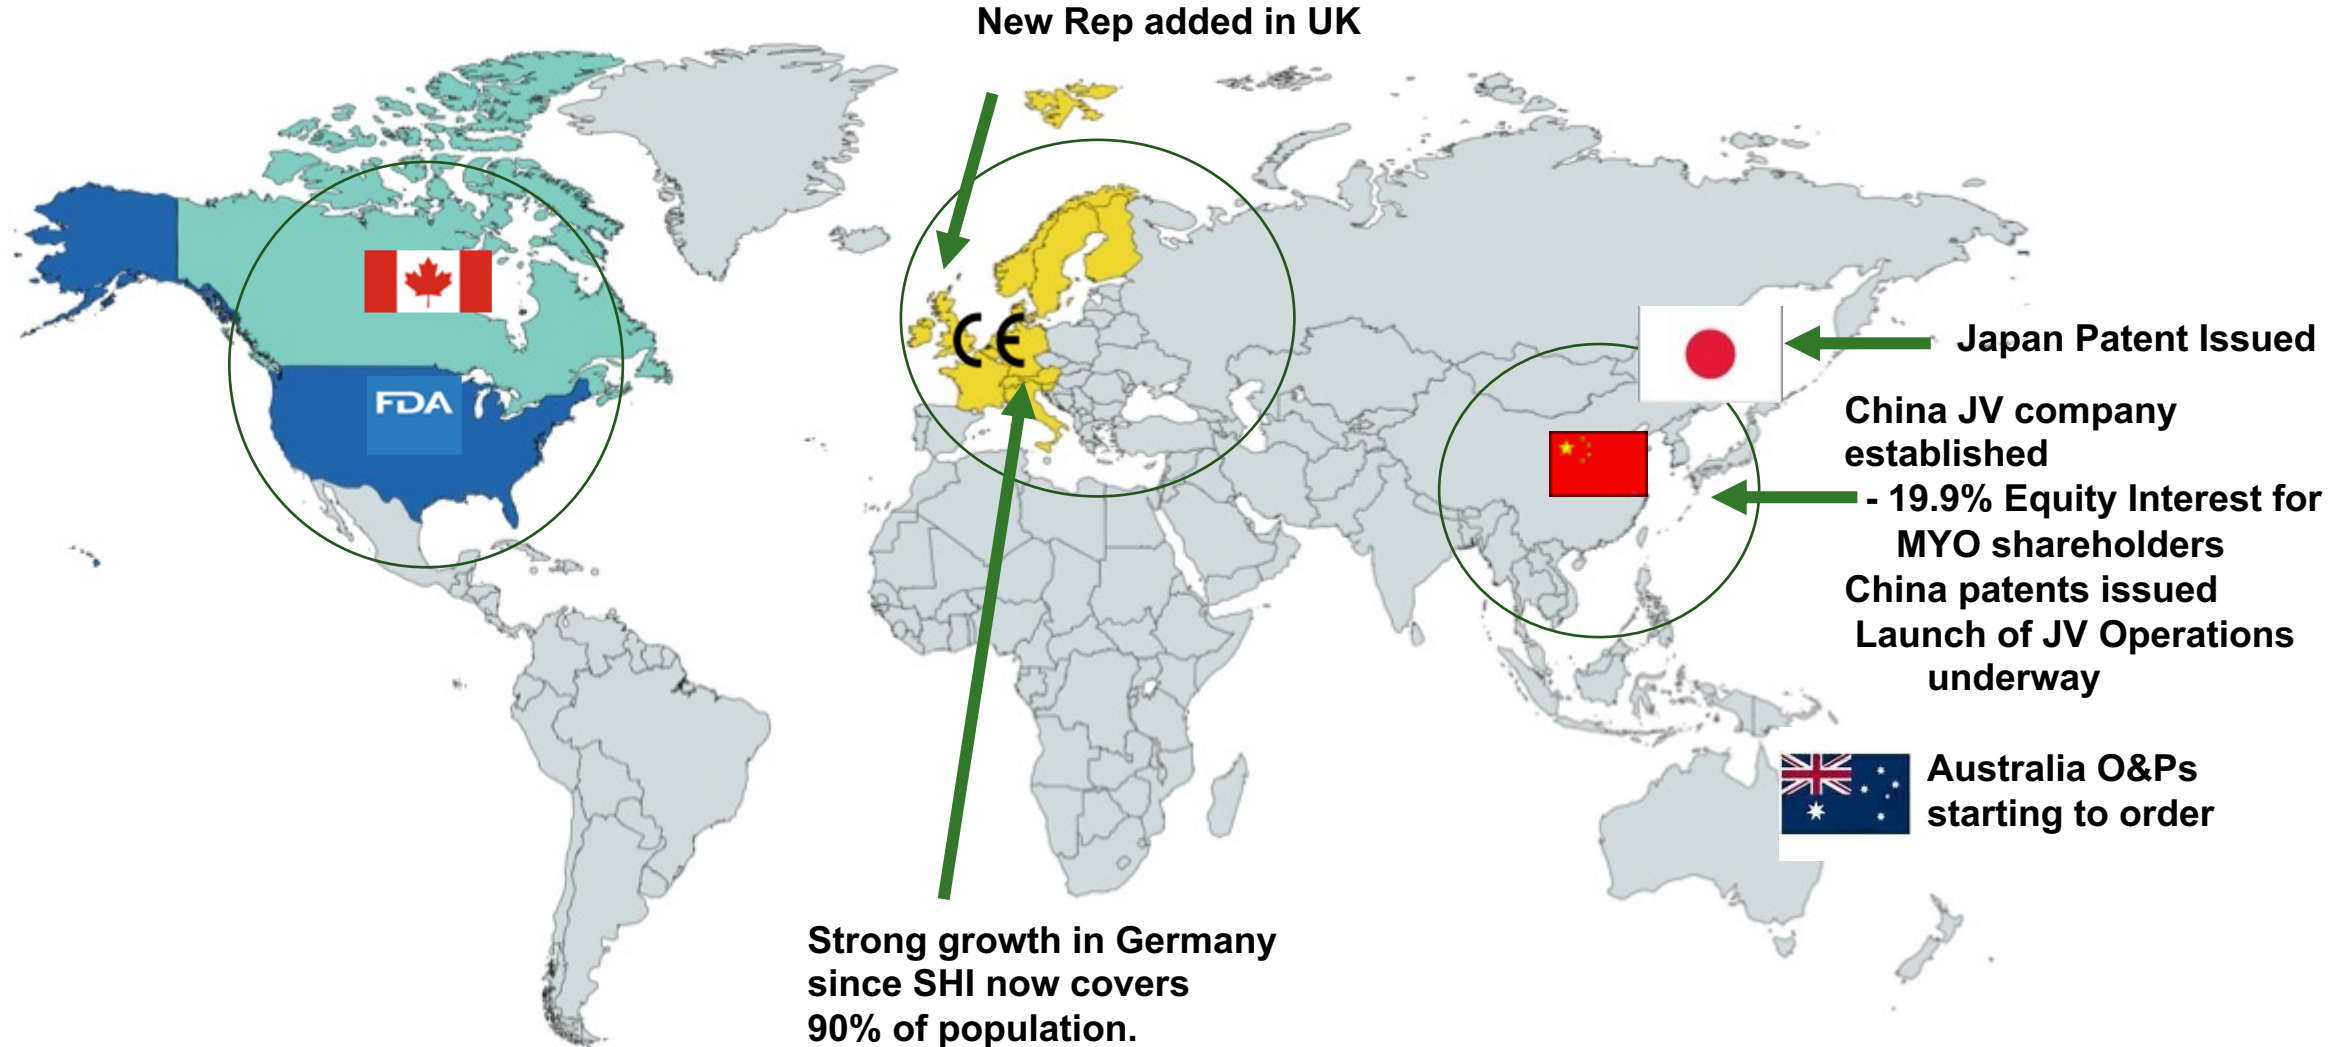 New Rep added in UK
FDA
CE
Japan Patent Issued
China JV company
established
- 19.9% Equity Interest for
MYO shareholders
China patents issued
Launch of JV Operations
underway
Australia O&Ps
starting to order
Strong growth in Germany
since SHI now covers
90% of population.